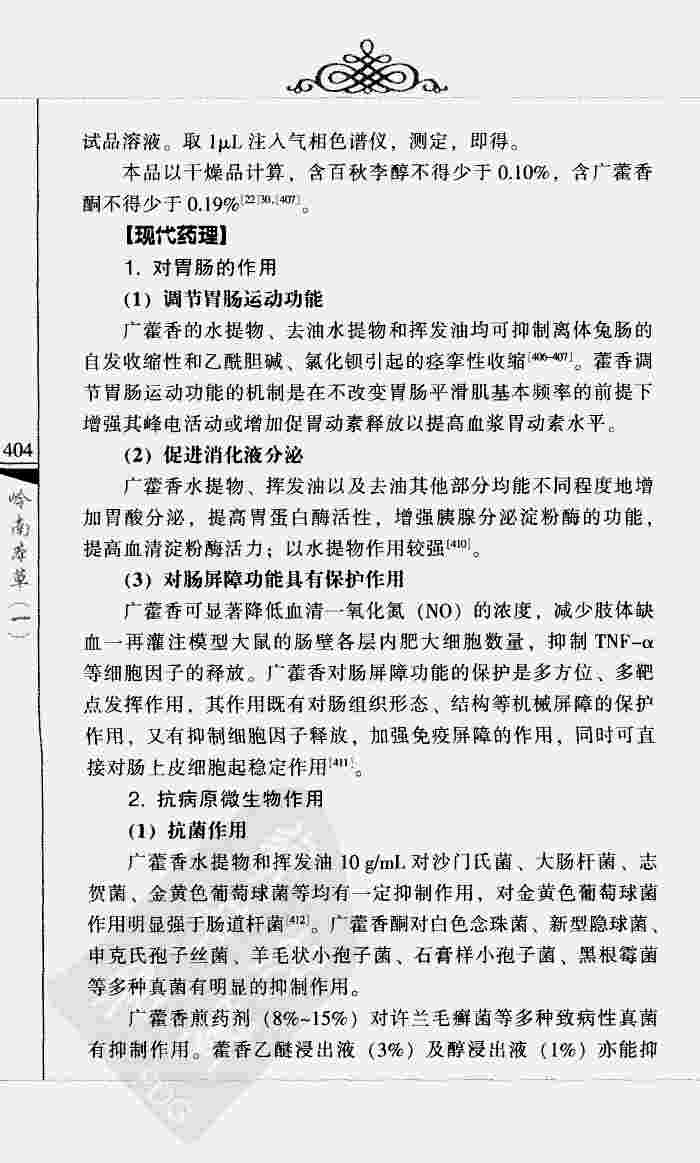 试品溶液。取 1μL 注入气相色谱仪，测定，即得。
本品以干燥品计算，含百秋李醇不得少于 0.10%，含广藿香
酮不得少于 0.19%[22][30],[407]。
【现代药理】
1. 对胃肠的作用
(1) 调节胃肠运动功能
广藿香的水提物、去油水提物和挥发油均可抑制离体兔肠的
自发收缩性和乙酰胆碱、氯化钡引起的痉挛性收缩[406-407]。藿香调
节胃肠运动功能的机制是在不改变胃肠平滑肌基本频率的前提下
增强其峰电活动或增加促胃动素释放以提高血浆胃动素水平。
404
(2) 促进消化液分泌
广藿香水提物、挥发油以及去油其他部分均能不同程度地增
加胃酸分泌，提高胃蛋白酶活性，增强胰腺分泌淀粉酶的功能，
提高血清淀粉酶活力；以水提物作用较强[410]。
岭南本草（一）
(3) 对肠屏障功能具有保护作用
广藿香可显著降低血清一氧化氮（NO）的浓度，减少肢体缺
血一再灌注模型大鼠的肠壁各层内肥大细胞数量，抑制 TNF-α
等细胞因子的释放。广藿香对肠屏障功能的保护是多方位、多靶
点发挥作用，其作用既有对肠组织形态、结构等机械屏障的保护
作用，又有抑制细胞因子释放，加强免疫屏障的作用，同时可直
接对肠上皮细胞起稳定作用[411]。
2. 抗病原微生物作用
(1) 抗菌作用
广藿香水提物和挥发油 10 g/mL 对沙门氏菌、大肠杆菌、志
贺菌、金黄色葡萄球菌等均有一定抑制作用，对金黄色葡萄球菌
作用明显强于肠道杆菌[412]。广藿香酮对白色念珠菌、新型隐球菌、
申克氏孢子丝菌、羊毛状小孢子菌、石膏样小孢子菌、黑根霉菌
等多种真菌有明显的抑制作用。
广藿香煎药剂（8%~15%）对许兰毛癣菌等多种致病性真菌
有抑制作用。藿香乙醚浸出液（3%）及醇浸出液（1%）亦能抑